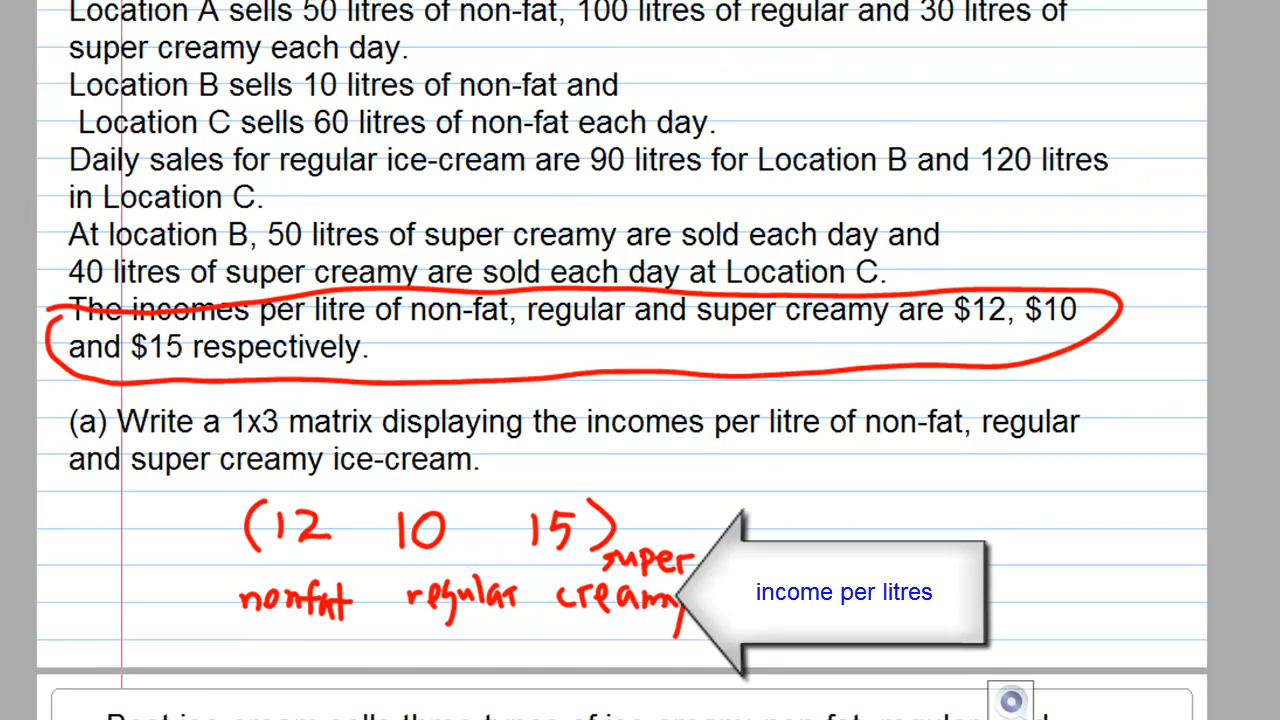 Location A sells 50 litres of non-fat, 100 litres of regular and 30 litres of
super creamy each day.
Location B sells 10 litres of non-fat and
Location C sells 60 litres of non-fat each day.
Daily sales for regular ice-cream are 90 litres for Location B and 120 litres
in Location C.
At location B, 50 litres of super creamy are sold each day and
40 litres of super creamy are sold each day at Location C.
The incomes per litre of non-fat, regular and super creamy are $12, $10
and $15 respectively.
(a) Write a 1x3 matrix displaying the incomes per litre of non-fat, regular
and super creamy ice-cream.
(12 10 15)
super
nonfat regular creamy
income per litres